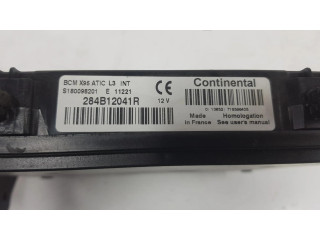 BCM X98 ATIC L3 INT
S180098201 E 11221
284B12041R
12 V
CE
Continental
Made in France
Homologation See user's manual